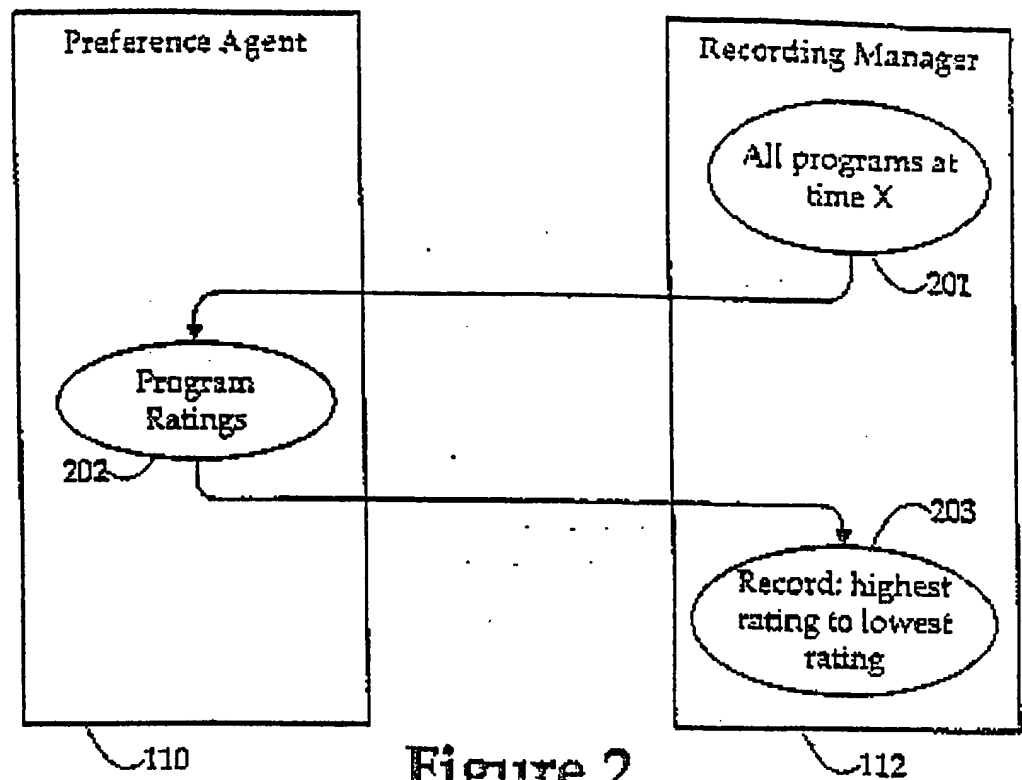 Preference Agent
Recording Manager
All programs at
time X
201
Program
Ratings
202
203
Record: highest
rating to lowest
rating
110
112
Figure 2